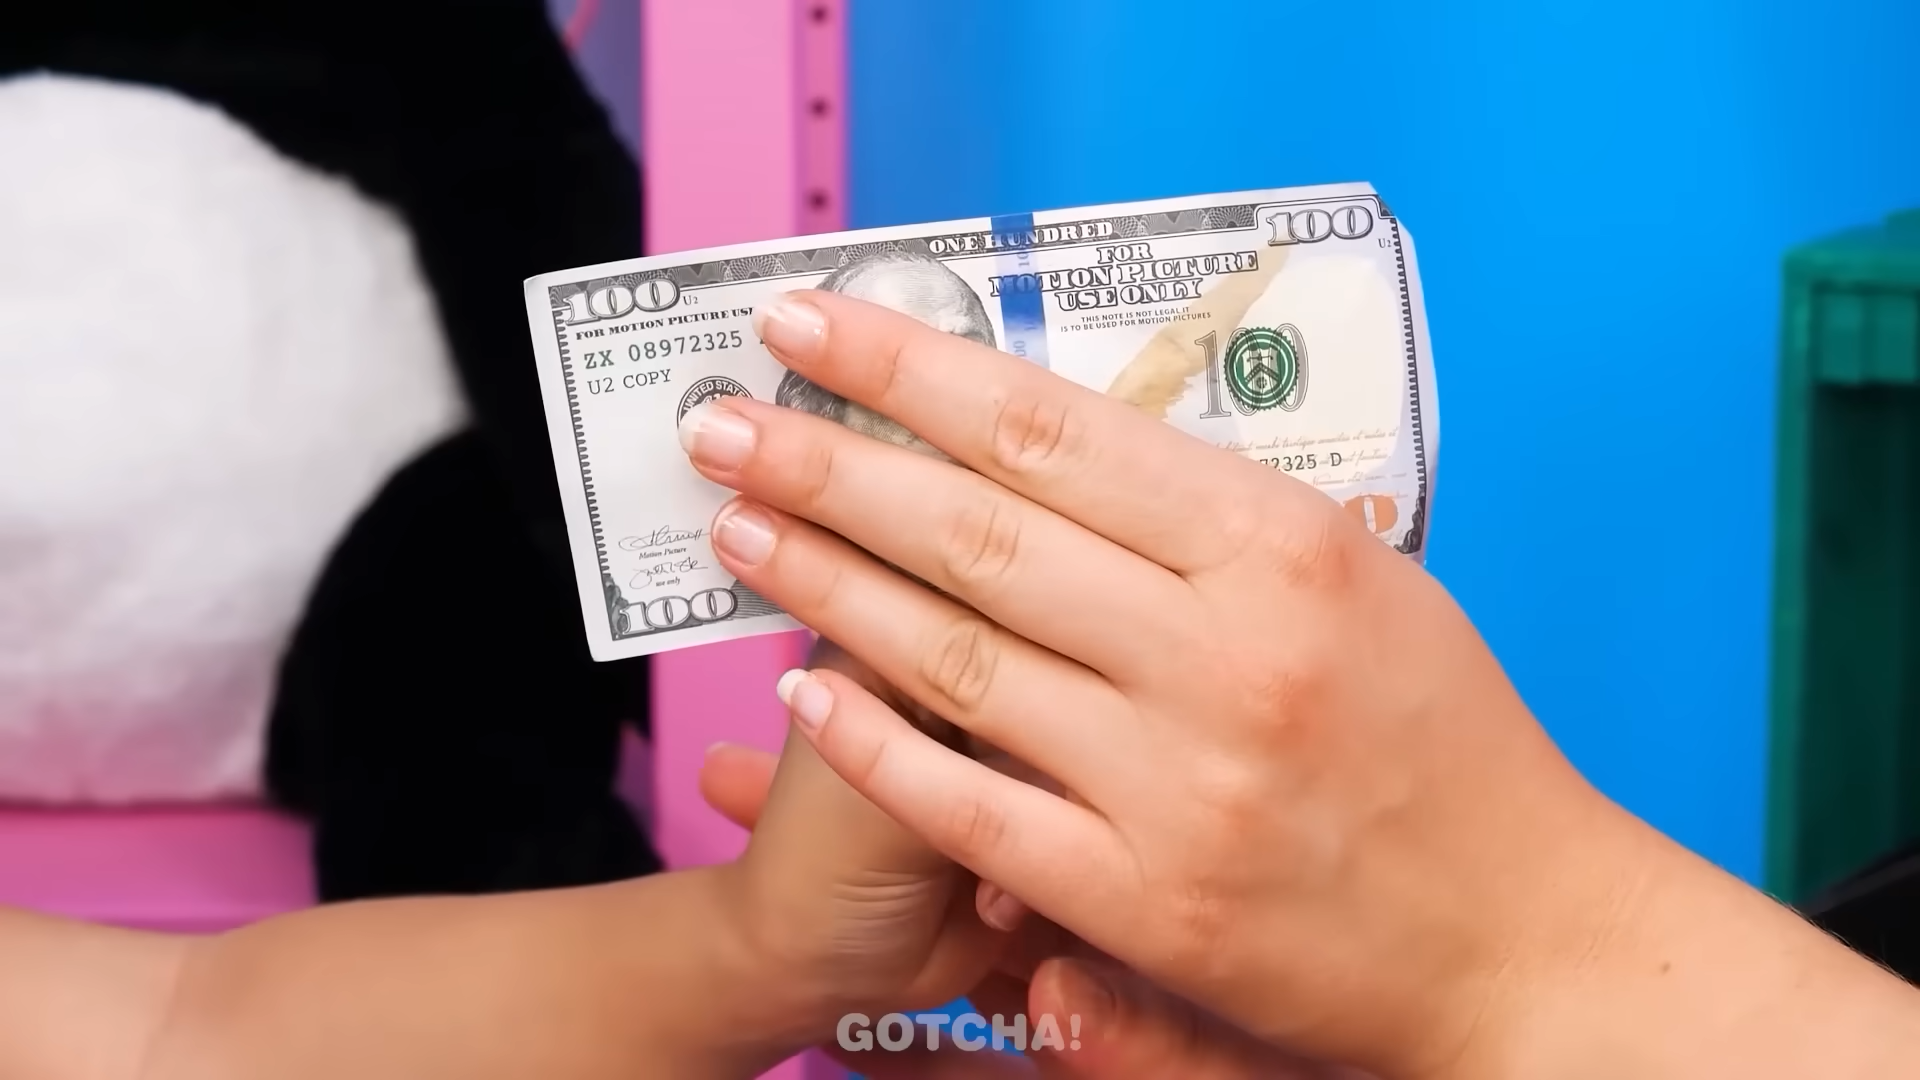 ONE HUNDRED
100
U2
FOR
MOTION PICTURE
USE ONLY
THIS NOTE IS NOT LEGAL IT
IS TO BE USED FOR MOTION PICTURES
100
U2
FOR MOTION PICTURE USE
ZX 08972325
U2 COPY
UNITED STATES
100
72325 D
Motion Picture
use only
100
GOTCHA!